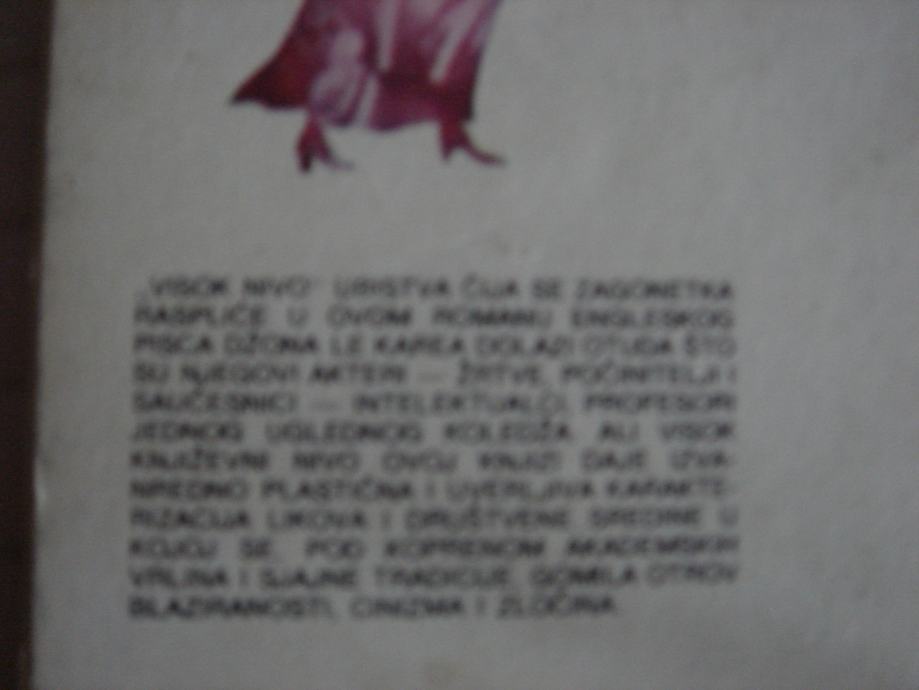 „VISOK NIVO" UBISTVA ČIJA SE ZAGONETKA
RASPLIĆE U OVOM ROMANU ENGLESKOG
PISCA DŽONA LE KAREA DOLAZI OTUDA ŠTO
SU NJEGOVI AKTERI — ŽRTVE, POČINITELJI I
SAUČESNICI — INTELEKTUALCI, PROFESORI
JEDNOG UGLEDNOG KOLEDŽA. ALI VISOK
KNJIŽEVNI NIVO OVOJ KNJIZI DAJE IZVA-
NREDNO PLASTIČNA I UVERLJIVA KARAKTE-
RIZACIJA LIKOVA I DRUŠTVENE SREDINE U
KOJOJ SE, POD KOPRENOM AKADEMSKIH
VRLINA I SJAJNE TRADICIJE, GOMILA OTROV
BLAZIRANOSTI, CINIZMA I ZLOČINA.